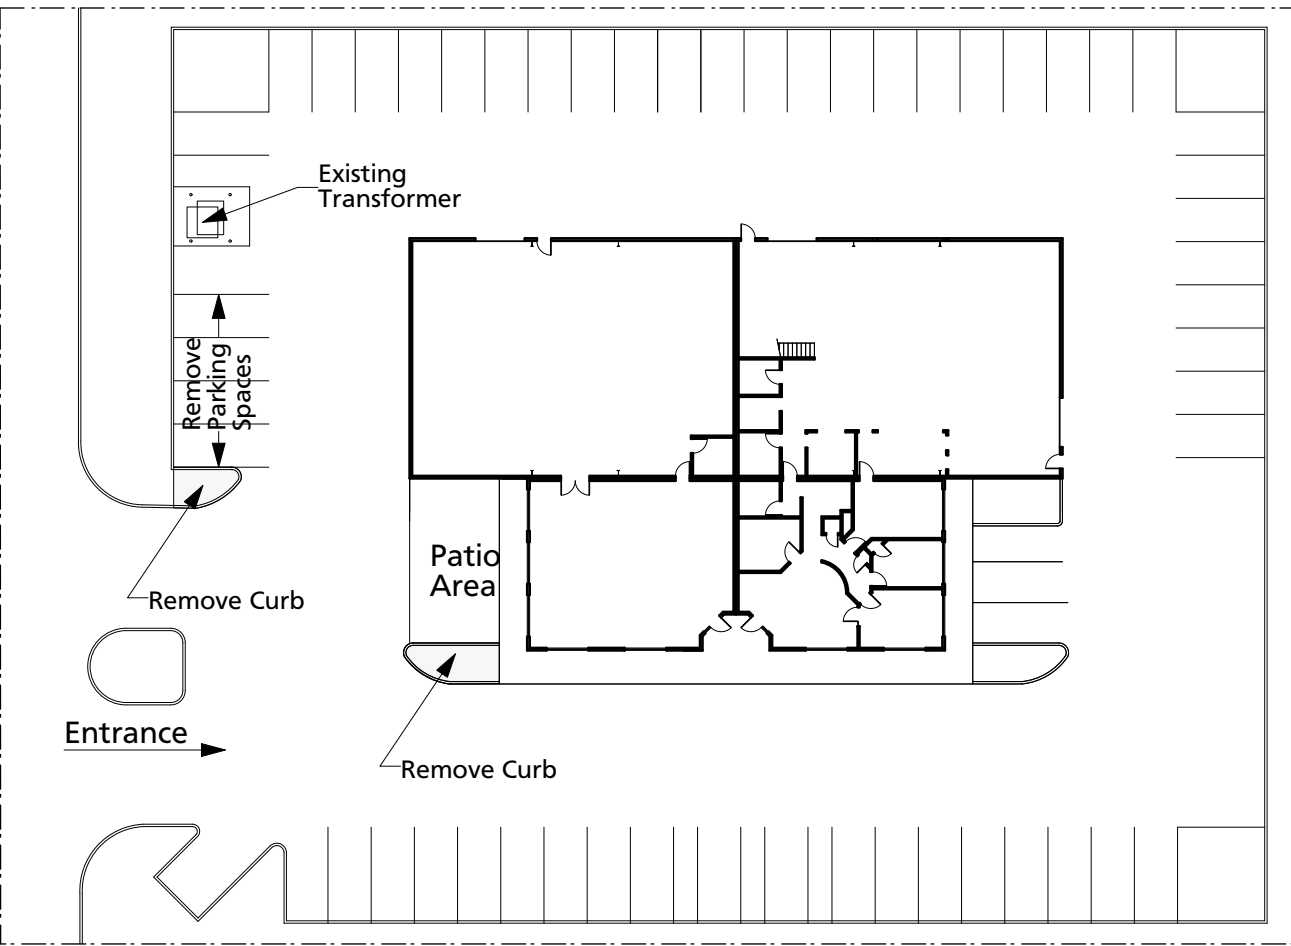 Existing
Transformer
Remove
Parking
Spaces
Patio
Area
Remove Curb
Entrance
Remove Curb